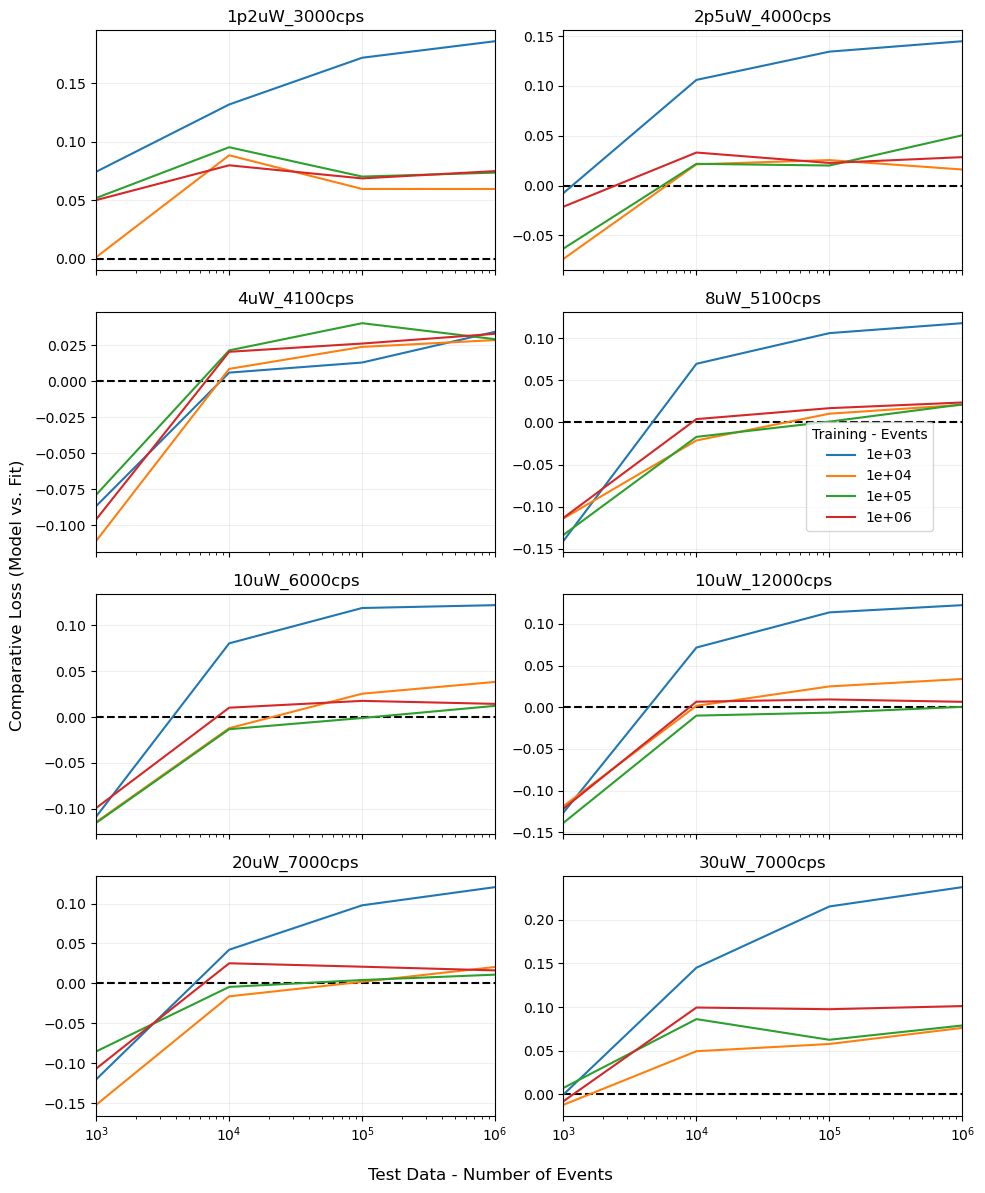 1p2uW_3000cps
2p5uW_4000cps
0.15
0.10
0.05
0.00
0.15
0.10
0.05
0.00
−0.05
4uW_4100cps
8uW_5100cps
0.025
0.000
−0.025
−0.050
−0.075
−0.100
0.10
0.05
0.00
−0.05
−0.10
−0.15
Training - Events
1e+03
1e+04
1e+05
1e+06
Comparative Loss (Model vs. Fit)
10uW_6000cps
10uW_12000cps
0.10
0.05
0.00
−0.05
−0.10
0.10
0.05
0.00
−0.05
−0.10
−0.15
20uW_7000cps
30uW_7000cps
0.10
0.05
0.00
−0.05
−0.10
−0.15
0.20
0.15
0.10
0.05
0.00
10³ 10⁴ 10⁵ 10⁶
10³ 10⁴ 10⁵ 10⁶
Test Data - Number of Events